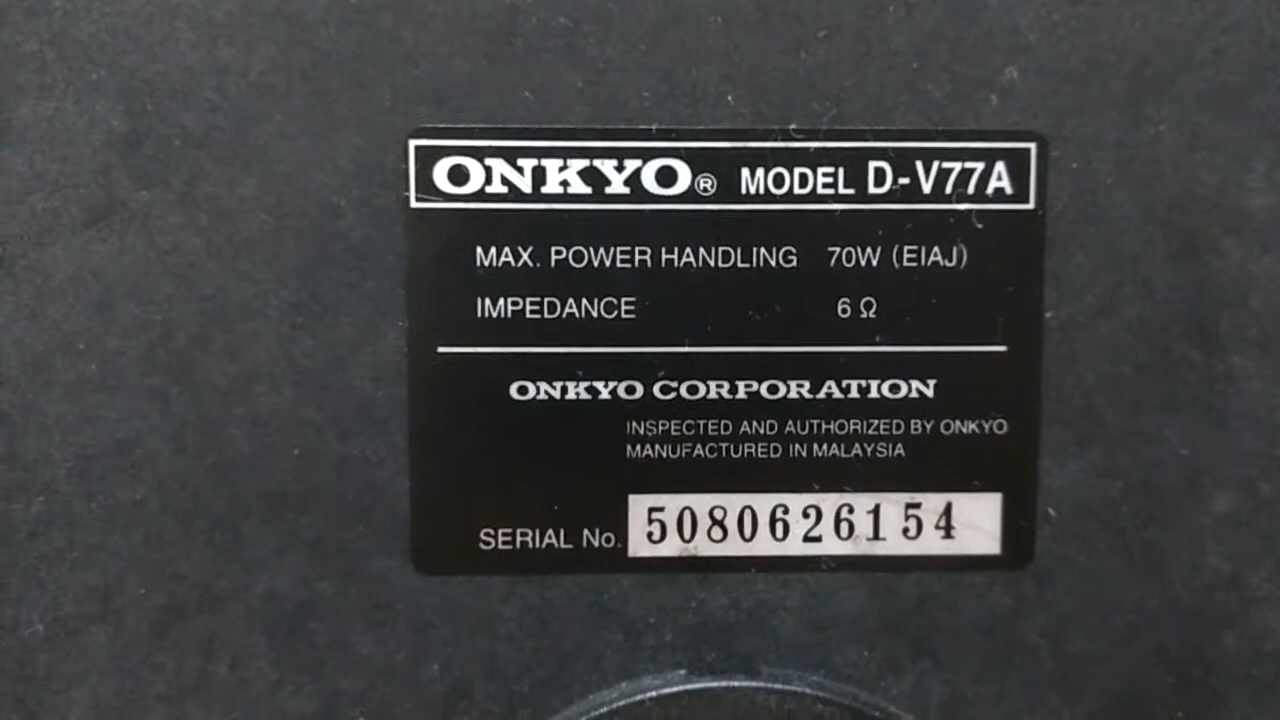 ONKYO® MODEL D-V77A
MAX. POWER HANDLING 70W (EIAJ)
IMPEDANCE 6 Ω
ONKYO CORPORATION
INSPECTED AND AUTHORIZED BY ONKYO
MANUFACTURED IN MALAYSIA
SERIAL No. 5080626154